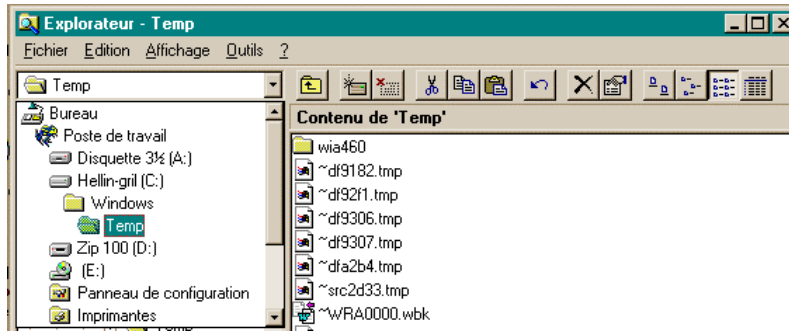 Explorateur - Temp
Fichier Edition Affichage Outils ?
Temp
Bureau
Poste de travail
Disquette 3½ (A:)
Hellin-gril (C:)
Windows
Temp
Zip 100 (D:)
(E:)
Panneau de configuration
Imprimantes
Contenu de 'Temp'
wia460
~df9182.tmp
~df92f1.tmp
~df9306.tmp
~df9307.tmp
~dfa2b4.tmp
~src2d33.tmp
~WRA0000.wbk